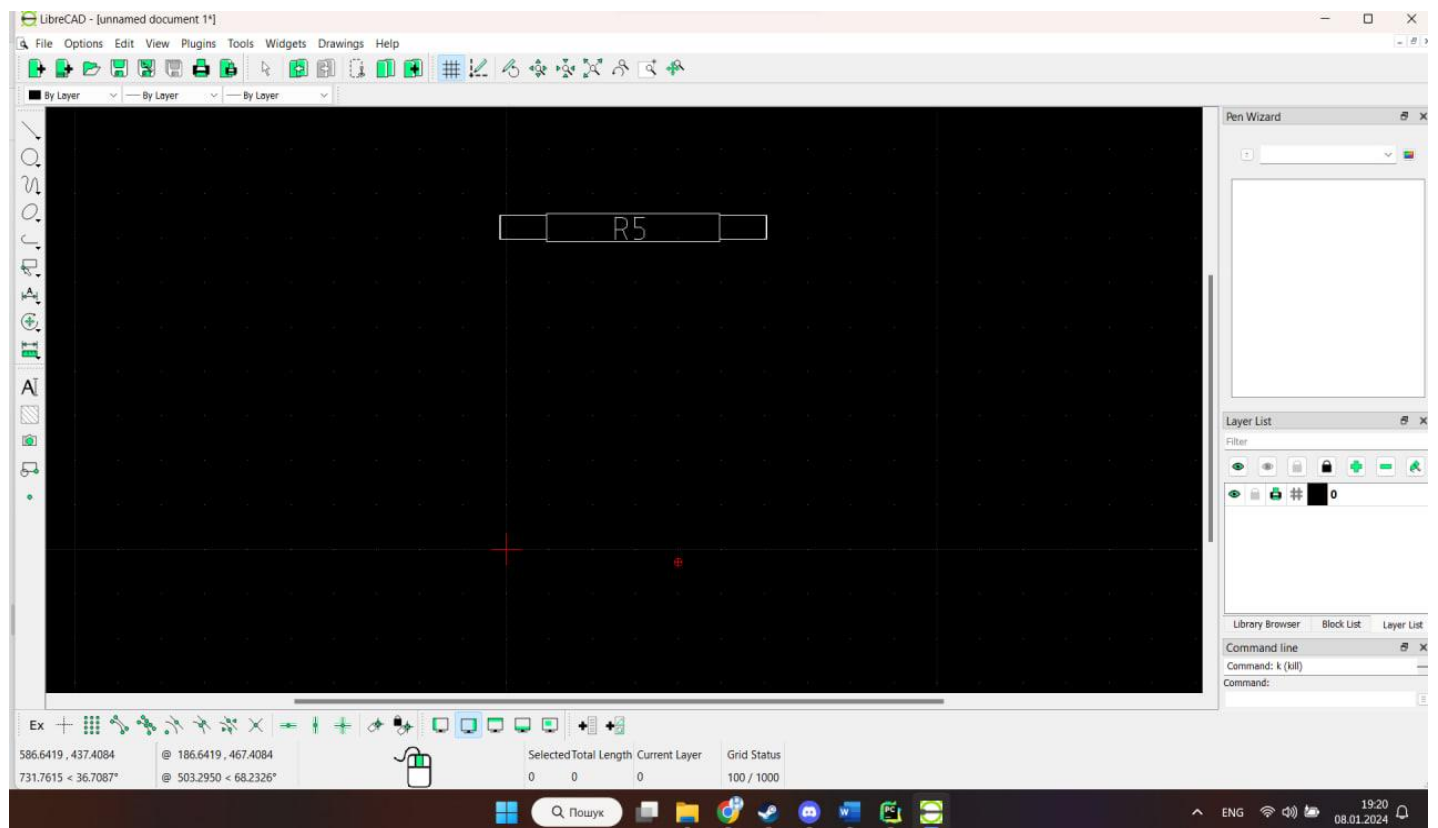 LibreCAD - [unnamed document 1*]
File Options Edit View Plugins Tools Widgets Drawings Help
By Layer By Layer By Layer
Pen Wizard
R5
Layer List
Filter
0
Library Browser Block List Layer List
Command line
Command: k (kill)
Command:
Ex
586.6419 , 437.4084 @ 186.6419 , 467.4084 Selected Total Length Current Layer Grid Status
731.7615 < 36.7087° @ 503.2950 < 68.2326° 0 0 0 100 / 1000
Пошук
ENG 19:20
08.01.2024